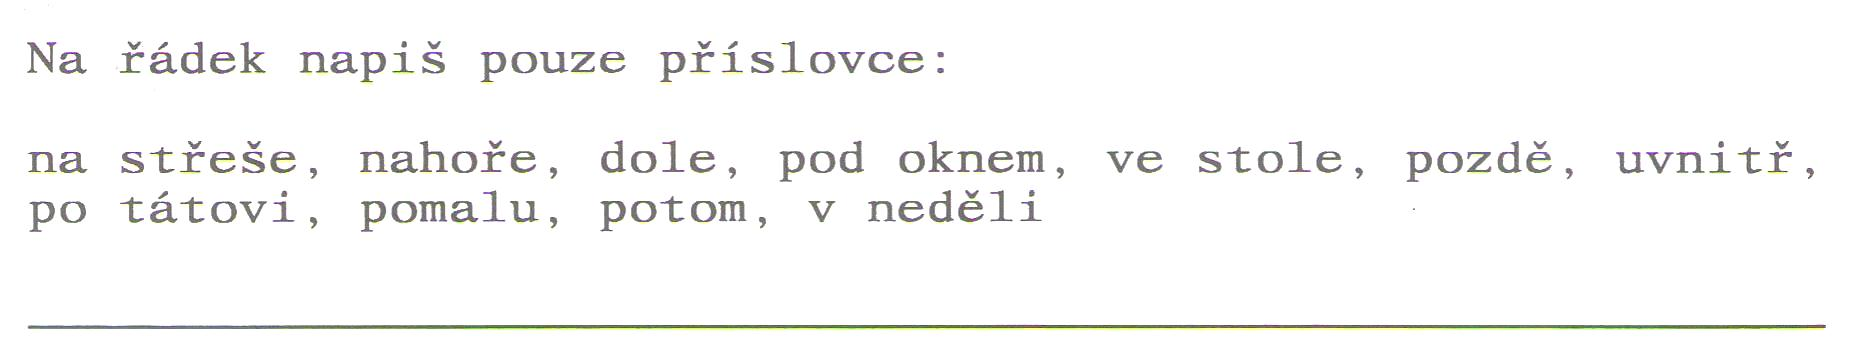 Na řádek napiš pouze příslovce:
na střeše, nahoře, dole, pod oknem, ve stole, pozdě, uvnitř,
po tátovi, pomalu, potom, v neděli